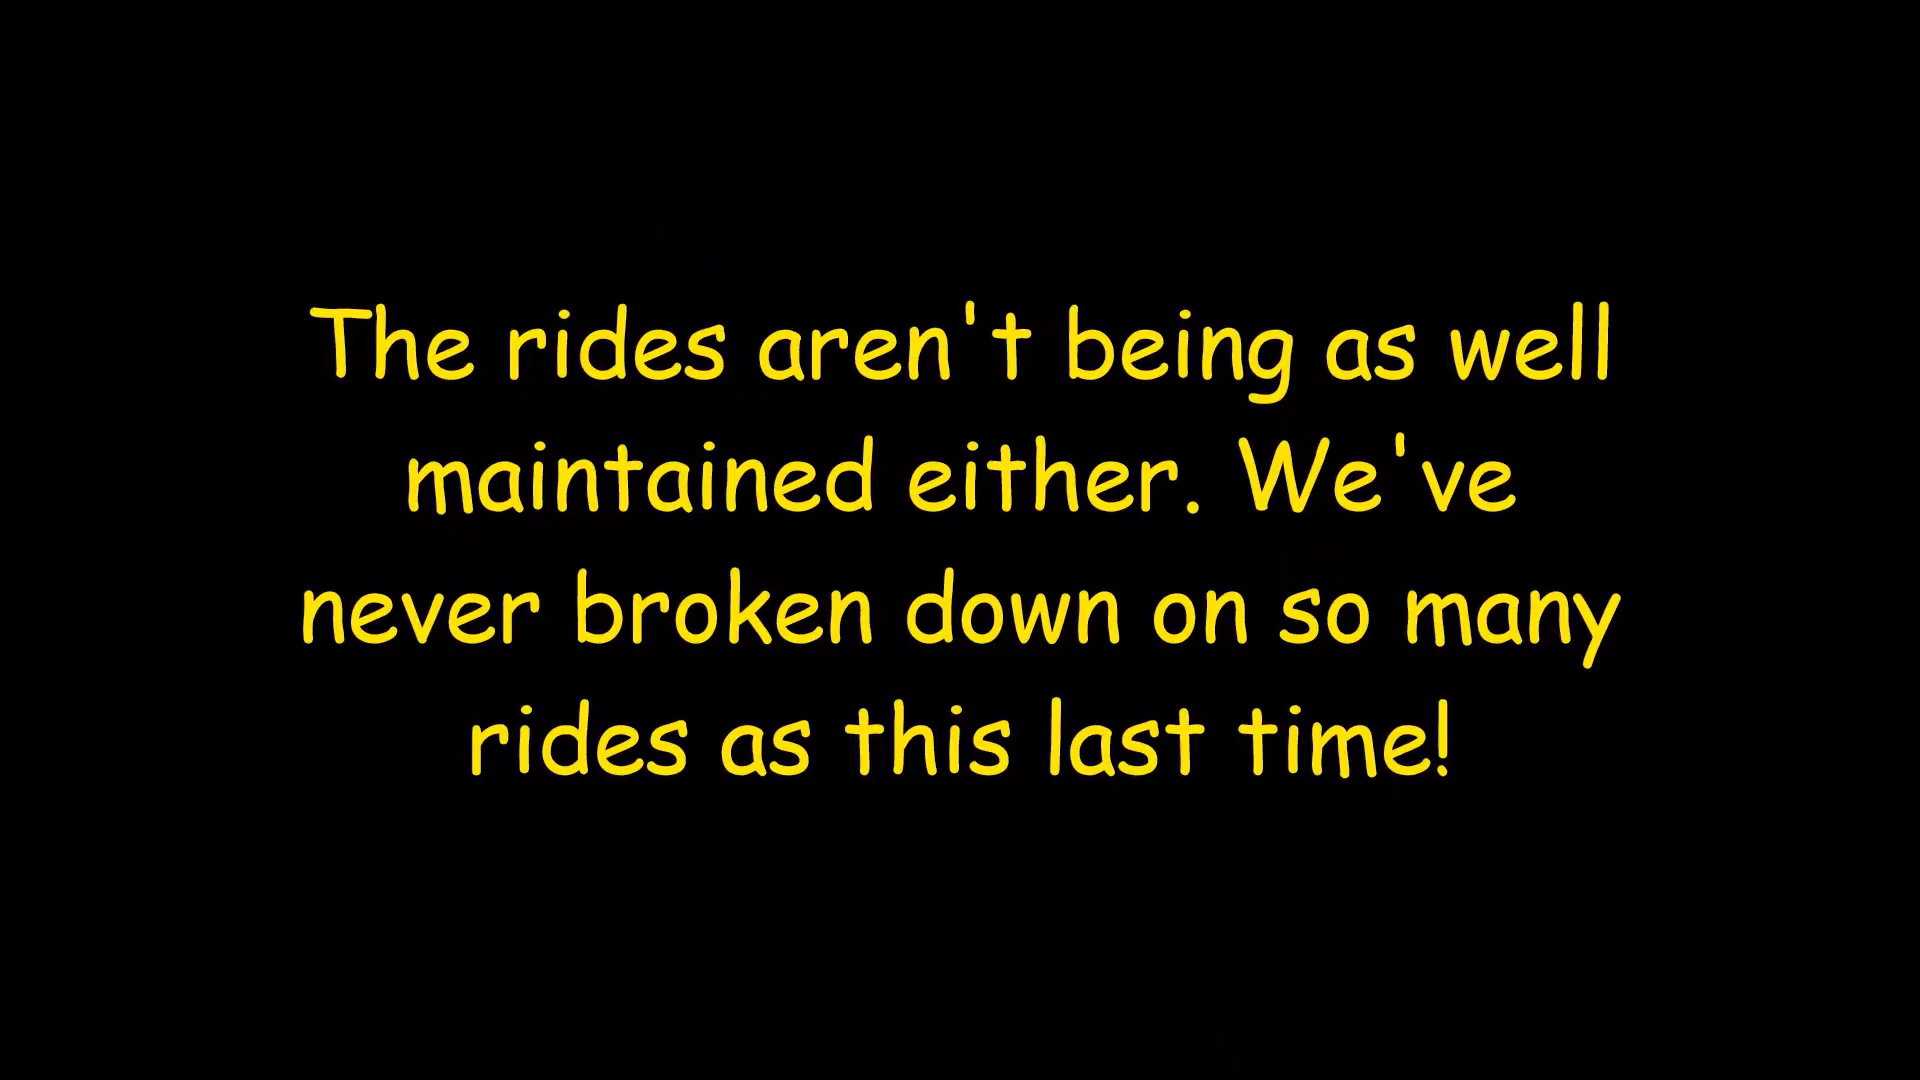 The rides aren't being as well
maintained either. We've
never broken down on so many
rides as this last time!